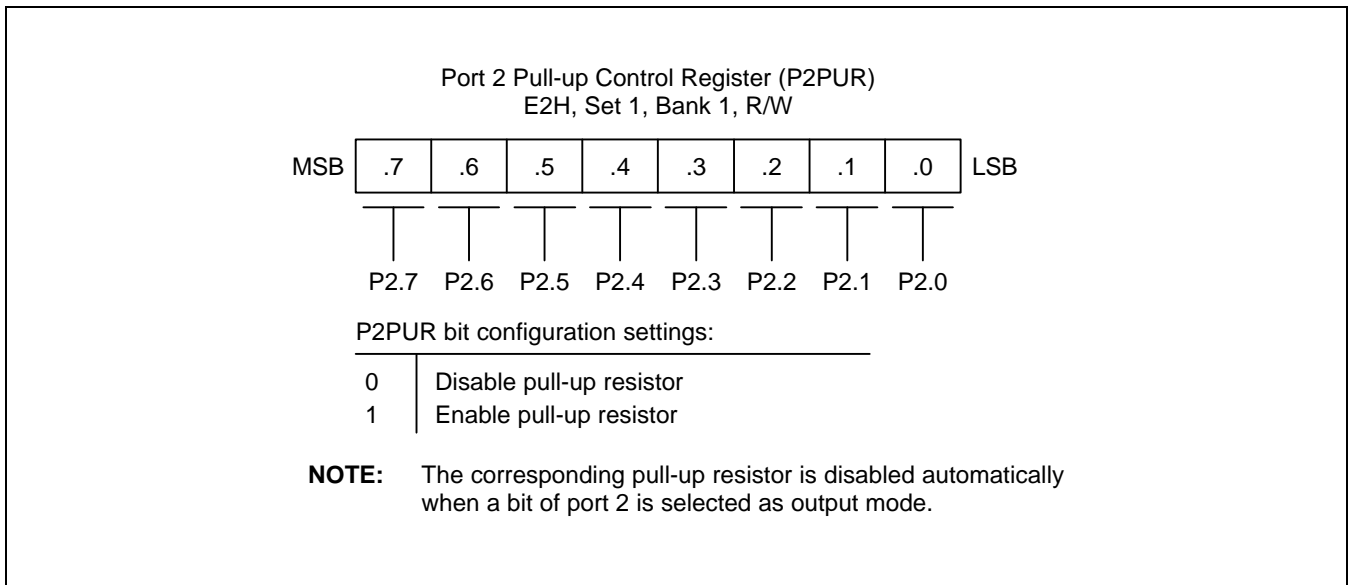 Port 2 Pull-up Control Register (P2PUR)
E2H, Set 1, Bank 1, R/W
MSB .7 .6 .5 .4 .3 .2 .1 .0 LSB
P2.7 P2.6 P2.5 P2.4 P2.3 P2.2 P2.1 P2.0
P2PUR bit configuration settings:
0 Disable pull-up resistor
1 Enable pull-up resistor
NOTE: The corresponding pull-up resistor is disabled automatically
when a bit of port 2 is selected as output mode.